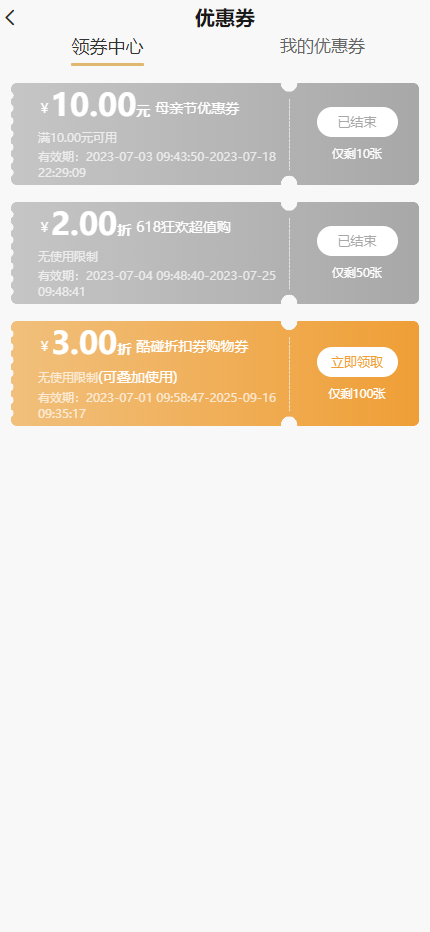 优惠券
领券中心 我的优惠券
￥10.00元 母亲节优惠券
满10.00元可用
有效期：2023-07-03 09:43:50-2023-07-18
22:29:09
已结束
仅剩10张
￥2.00折 618狂欢超值购
无使用限制
有效期：2023-07-04 09:48:40-2023-07-25
09:48:41
已结束
仅剩50张
￥3.00折 酷碰折扣券购物券
无使用限制(可叠加使用)
有效期：2023-07-01 09:58:47-2025-09-16
09:35:17
立即领取
仅剩100张